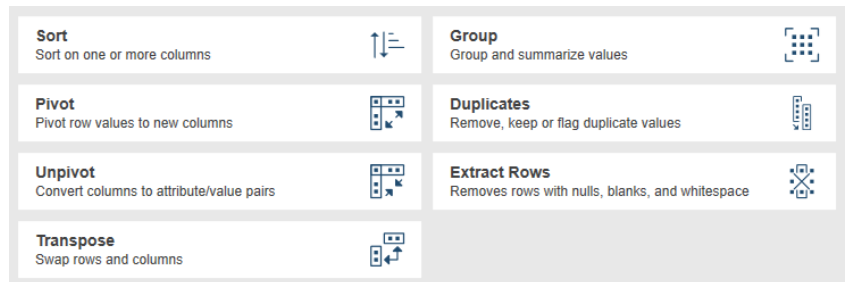 Sort
Sort on one or more columns
Group
Group and summarize values
Pivot
Pivot row values to new columns
Duplicates
Remove, keep or flag duplicate values
Unpivot
Convert columns to attribute/value pairs
Extract Rows
Removes rows with nulls, blanks, and whitespace
Transpose
Swap rows and columns